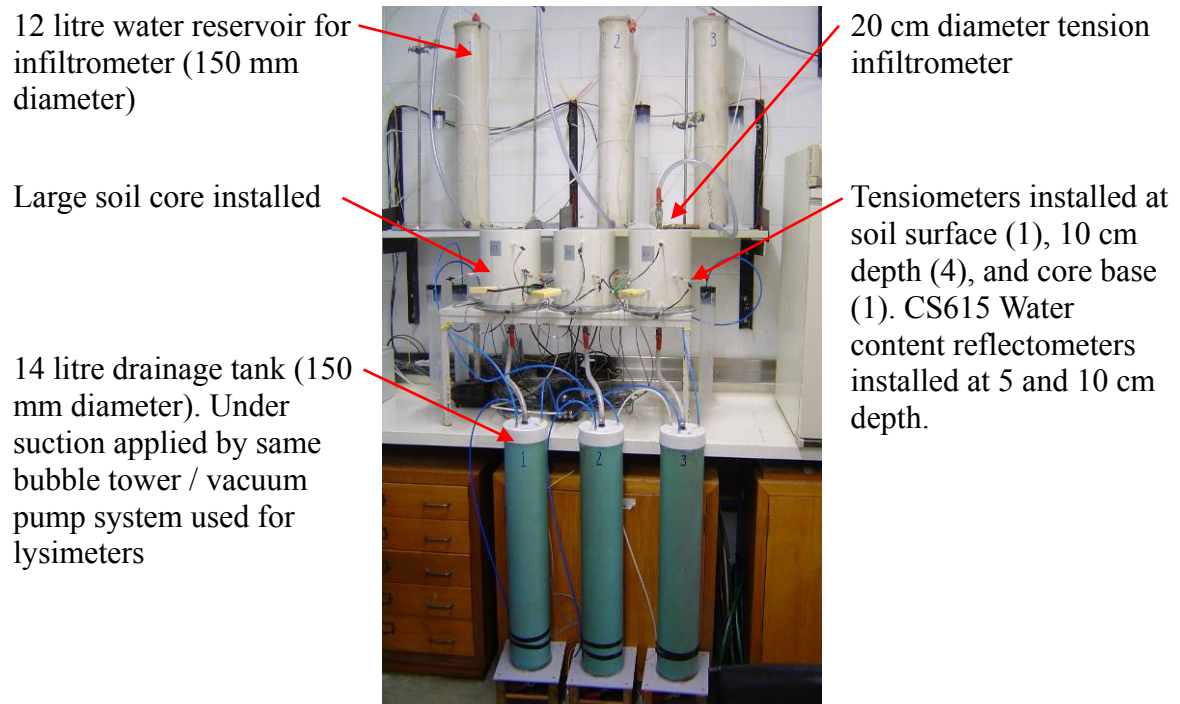 12 litre water reservoir for
infiltrometer (150 mm
diameter)
Large soil core installed
14 litre drainage tank (150
mm diameter). Under
suction applied by same
bubble tower / vacuum
pump system used for
lysimeters
20 cm diameter tension
infiltrometer
Tensiometers installed at
soil surface (1), 10 cm
depth (4), and core base
(1). CS615 Water
content reflectometers
installed at 5 and 10 cm
depth.
2
3
1
2
3